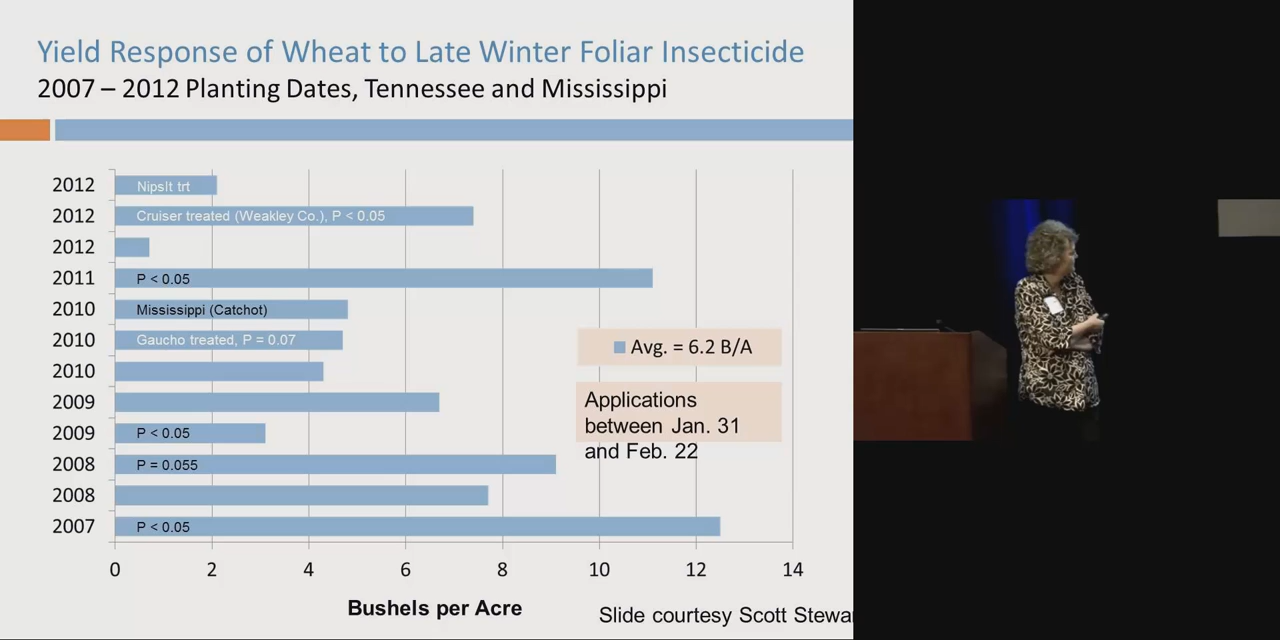 Yield Response of Wheat to Late Winter Foliar Insecticide
2007 – 2012 Planting Dates, Tennessee and Mississippi
2012 NipsIt trt
2012 Cruiser treated (Weakley Co.), P < 0.05
2012
2011 P < 0.05
2010 Mississippi (Catchot)
2010 Gaucho treated, P = 0.07
2010
2009
2009 P < 0.05
2008 P = 0.055
2008
2007 P < 0.05
Avg. = 6.2 B/A
Applications
between Jan. 31
and Feb. 22
0 2 4 6 8 10 12 14
Bushels per Acre
Slide courtesy Scott Stewar